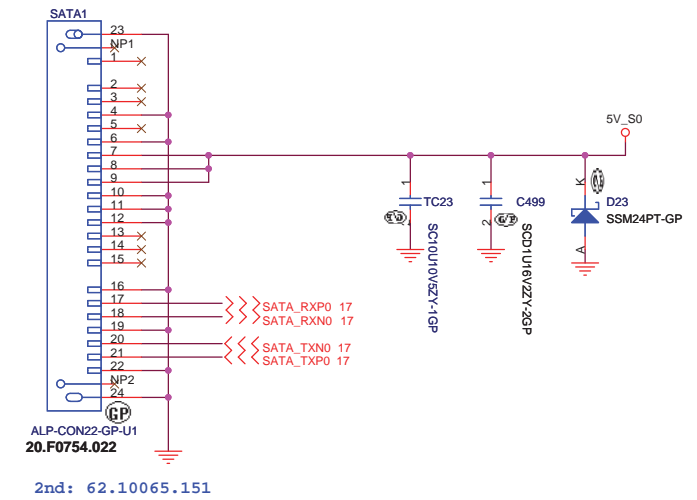 SATA1
23
NP1
1
2
3
4
5
6
7
8
9
10
11
12
13
14
15
16
17
18
19
20
21
22
NP2
24
SATA_RXP0 17
SATA_RXN0 17
SATA_TXN0 17
SATA_TXP0 17
GP
ALP-CON22-GP-U1
20.F0754.022
2nd: 62.10065.151
1
TC23
SC10U10V5ZY-1GP
1
C499
2
GP
SCD1U16V2ZY-2GP
5V_S0
K
D23
SSM24PT-GP
A